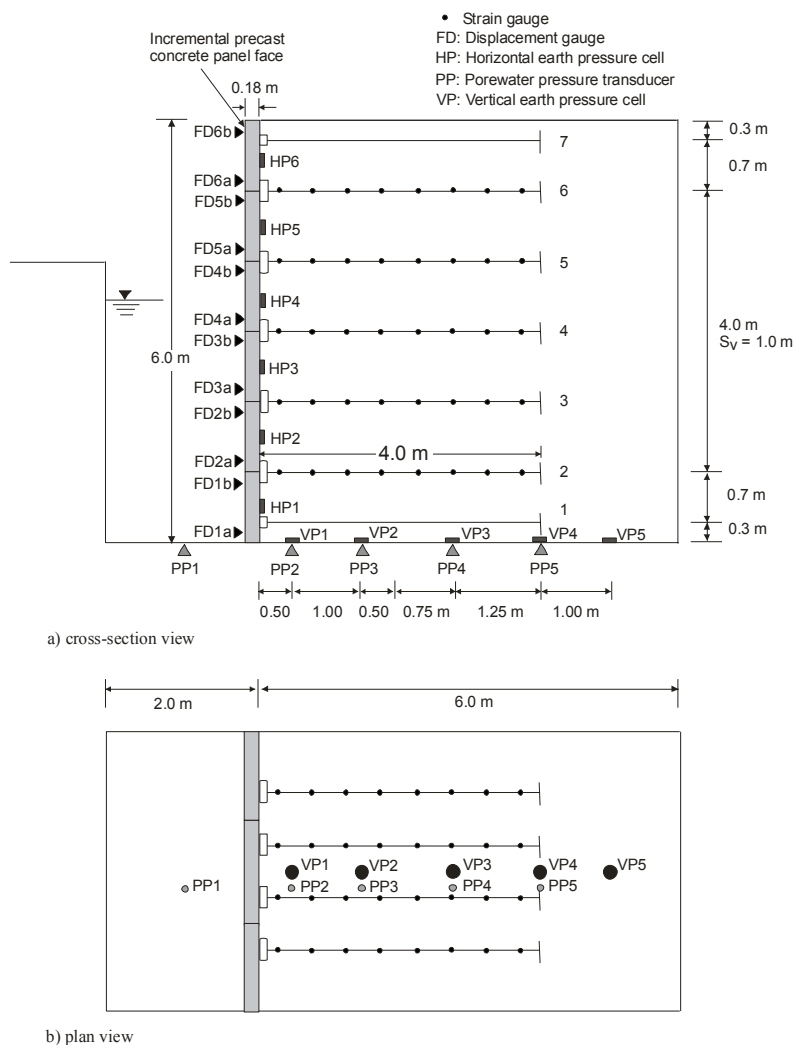 • Strain gauge
FD: Displacement gauge
HP: Horizontal earth pressure cell
PP: Porewater pressure transducer
VP: Vertical earth pressure cell
Incremental precast
concrete panel face
0.18 m
FD6b
7
0.3 m
HP6
0.7 m
FD6a
6
FD5b
HP5
FD5a
5
FD4b
HP4
FD4a
4
4.0 m
Sv = 1.0 m
FD3b
6.0 m
HP3
FD3a
3
FD2b
HP2
4.0 m
FD2a
2
FD1b
0.7 m
HP1
1
FD1a
VP1
VP2
VP3
VP4
VP5
0.3 m
PP1
PP2
PP3
PP4
PP5
0.50
1.00
0.50
0.75 m
1.25 m
1.00 m
a) cross-section view
2.0 m
6.0 m
VP1
VP2
VP3
VP4
VP5
PP1
PP2
PP3
PP4
PP5
b) plan view